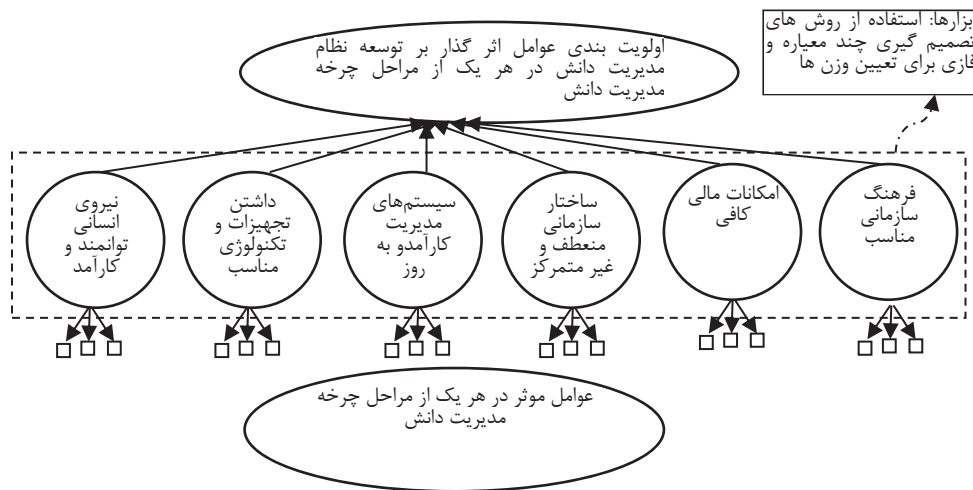 بزارها: استفاده از روش های
تصمیم گیری چند معیاره و
فازی برای تعیین وزن ها
اولویت بندی عوامل اثر گذار بر توسعه نظام
مدیریت دانش در هر یک از مراحل چرخه
مدیریت دانش
فرهنگ
سازمانی
مناسب
امکانات مالی
کافی
ساختار
سازمانی
منعطف و
غیر متمرکز
سیستم‌های
مدیریت
کارآمدو به
روز
داشتن
تجهیزات و
تکنولوژی
مناسب
نیروی
انسانی
توانمند و
کارآمد
عوامل موثر در هر یک از مراحل چرخه
مدیریت دانش